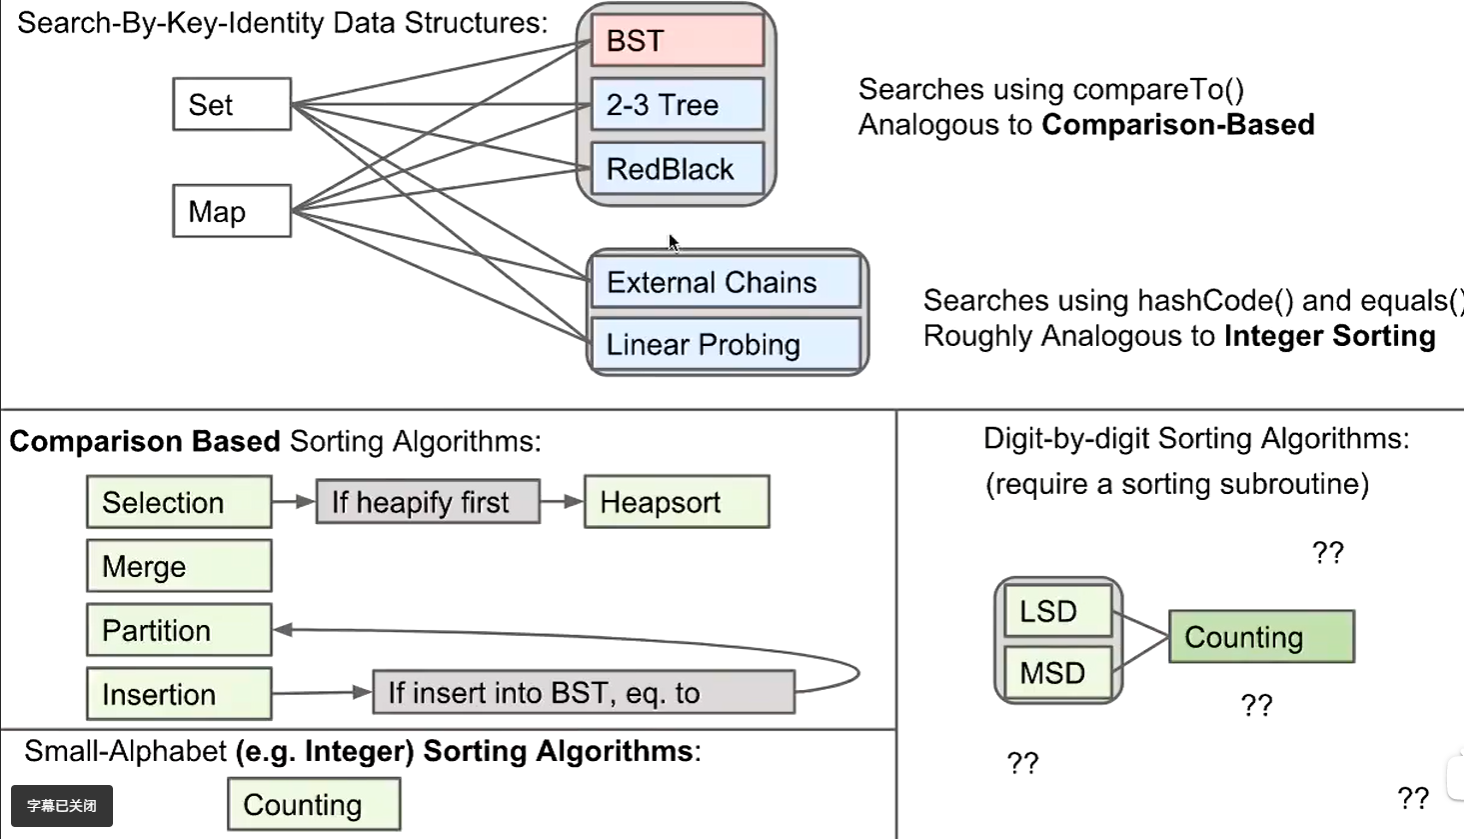 Search-By-Key-Identity Data Structures:
BST
Set
2-3 Tree
RedBlack
Map
Searches using compareTo()
Analogous to Comparison-Based
External Chains
Linear Probing
Searches using hashCode() and equals()
Roughly Analogous to Integer Sorting
Comparison Based Sorting Algorithms:
Selection
If heapify first
Heapsort
Merge
Partition
Insertion
If insert into BST, eq. to
Small-Alphabet (e.g. Integer) Sorting Algorithms:
Counting
字幕已关闭
Digit-by-digit Sorting Algorithms:
(require a sorting subroutine)
??
LSD
MSD
Counting
??
??
??